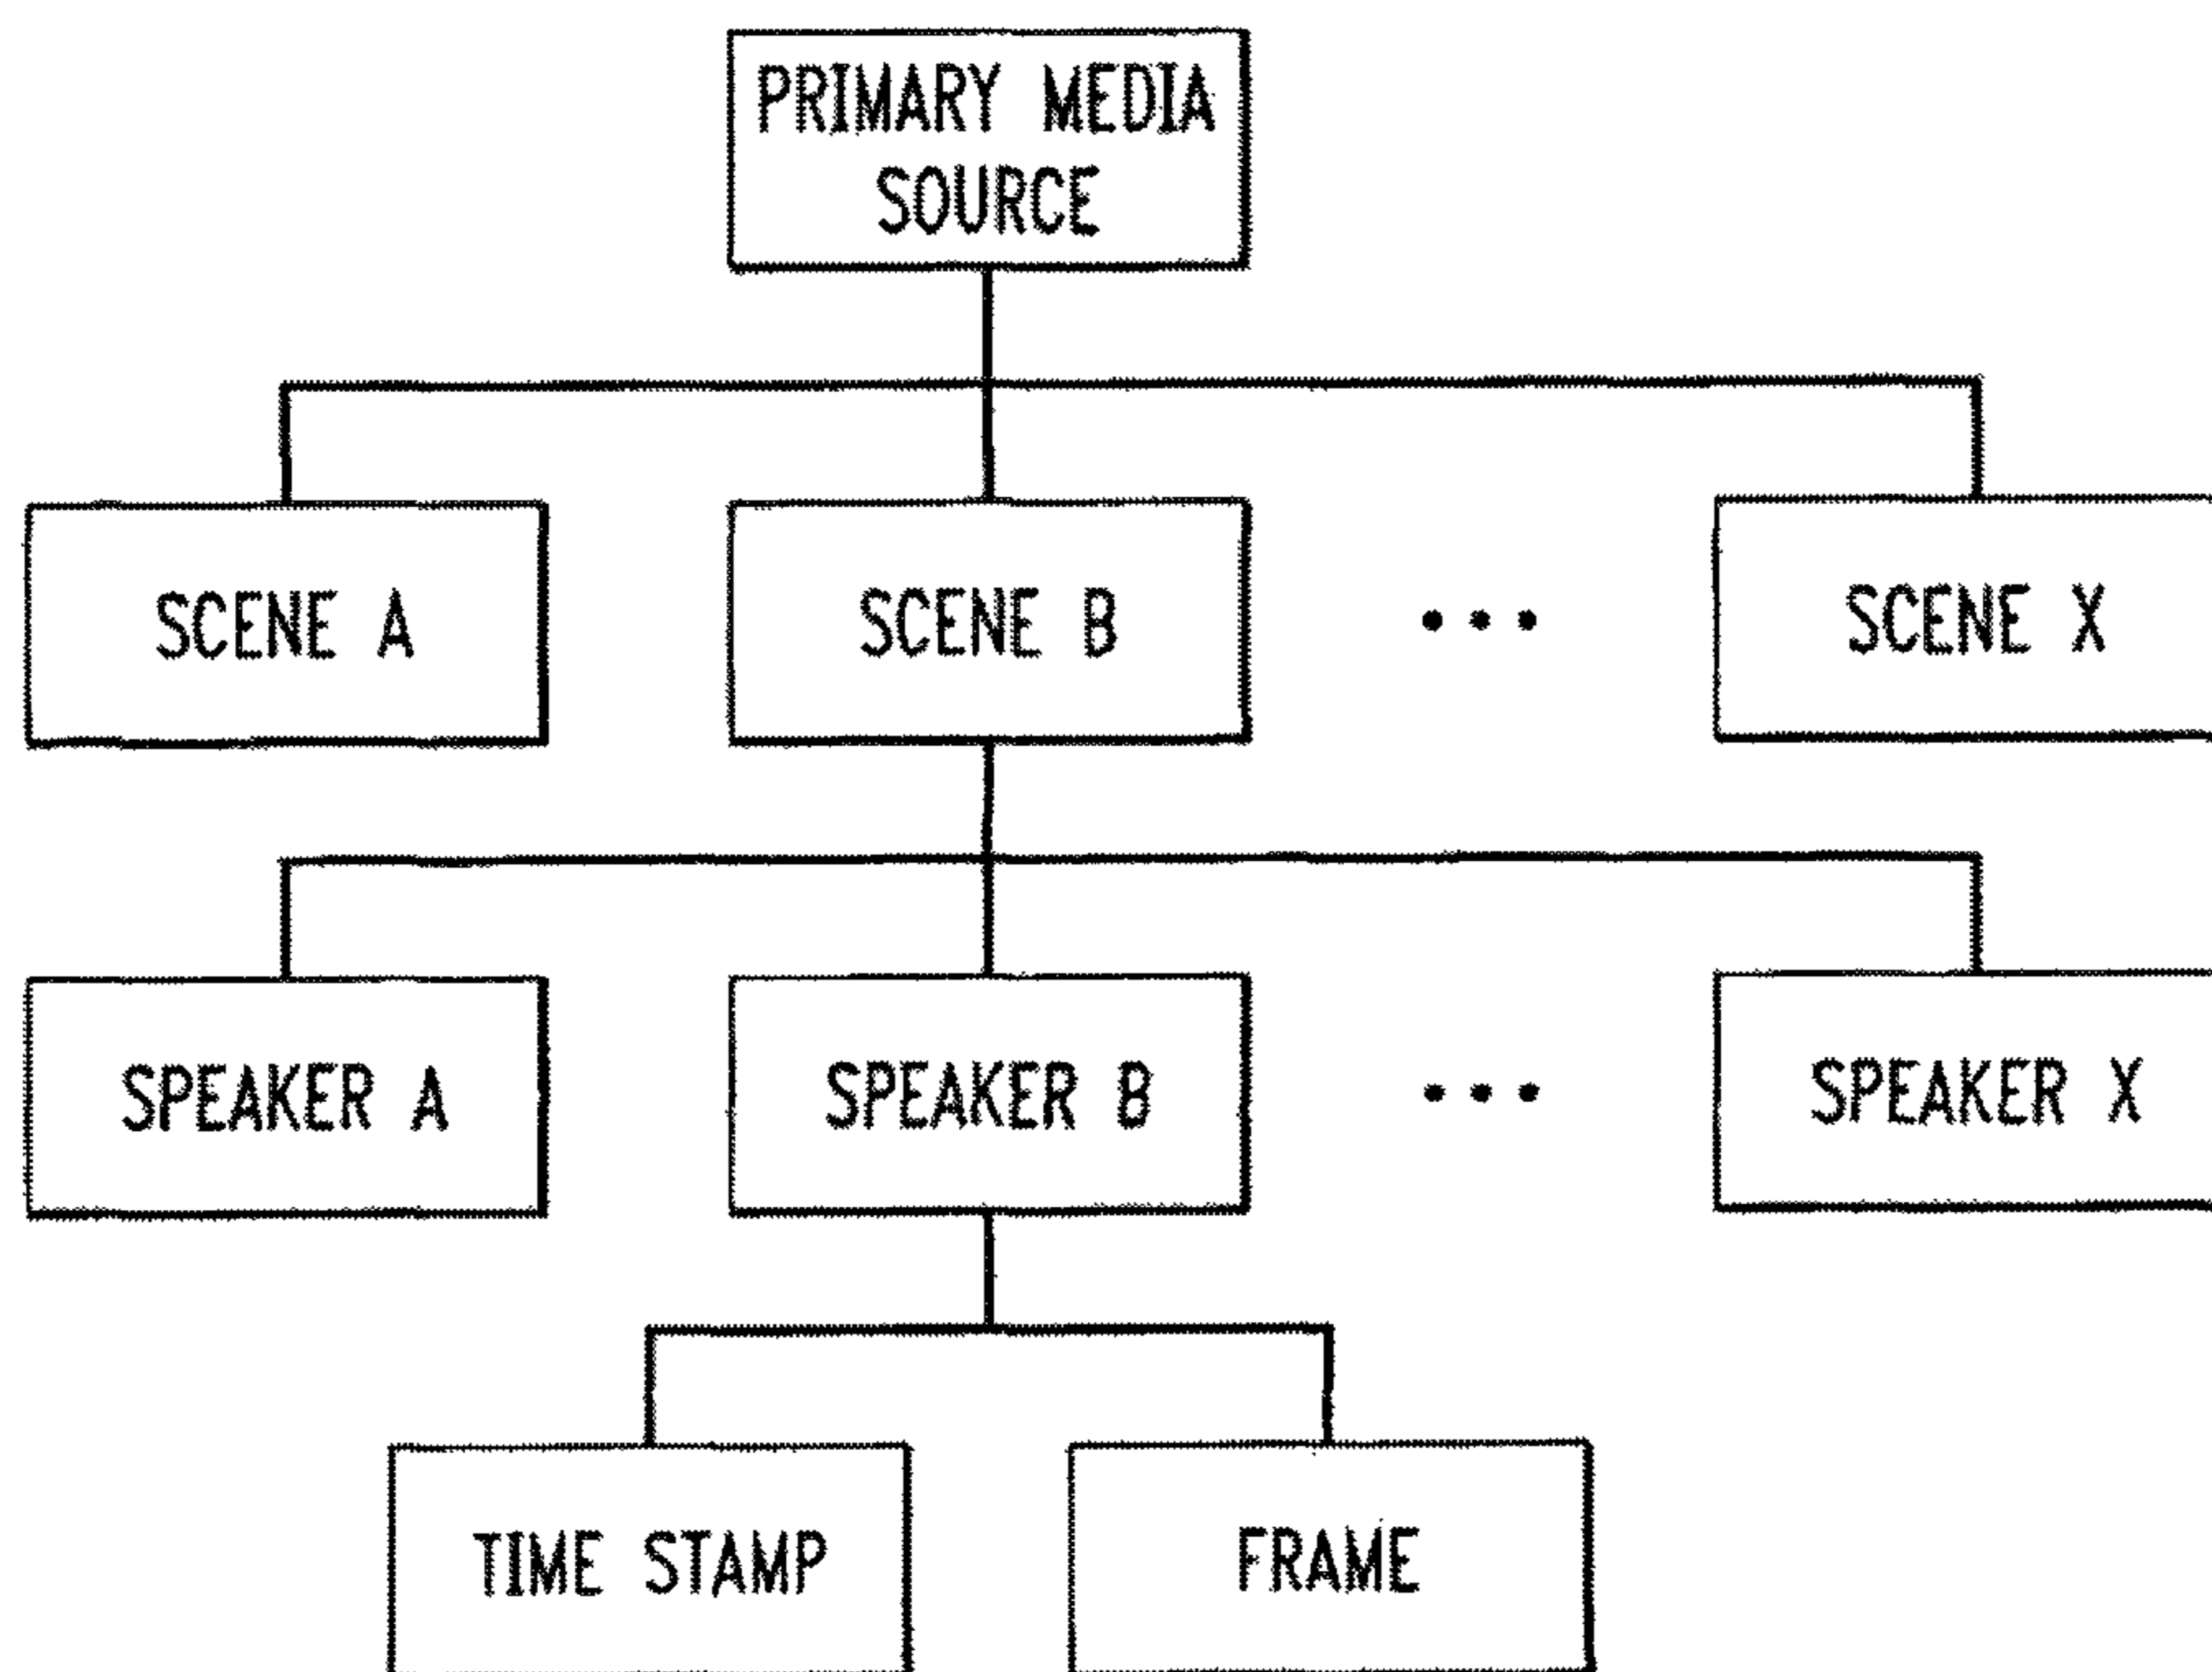 PRIMARY MEDIA
SOURCE
SCENE A
SCENE B
• • •
SCENE X
SPEAKER A
SPEAKER B
• • •
SPEAKER X
TIME STAMP
FRAME